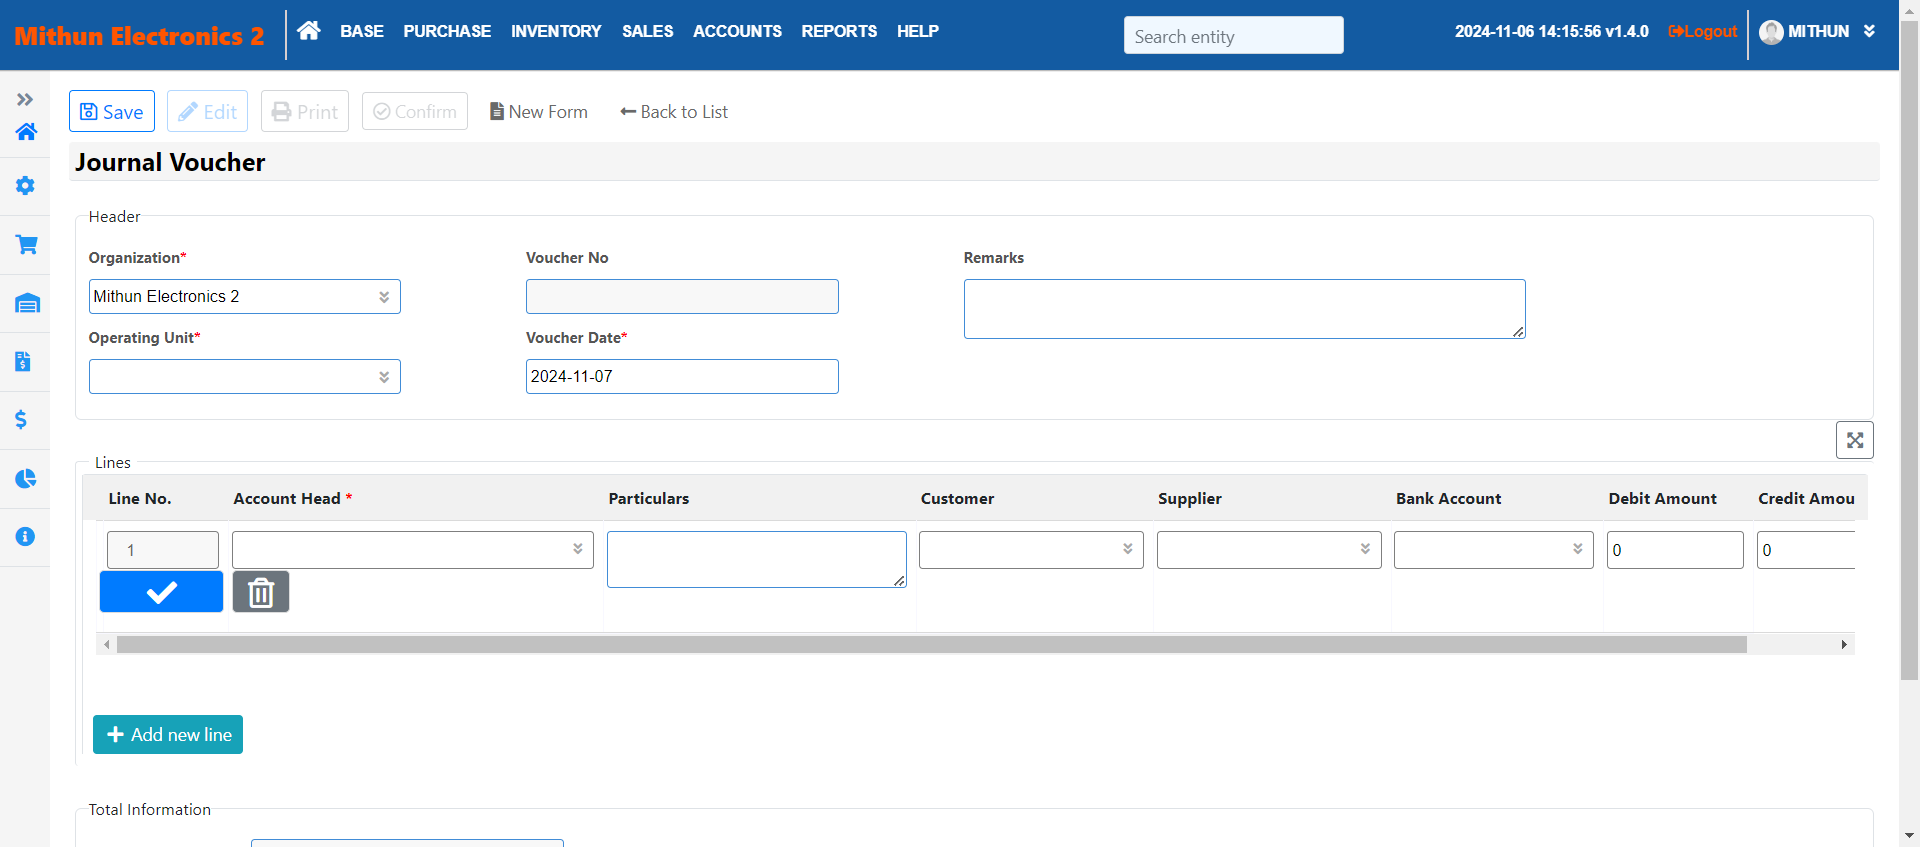 Mithun Electronics 2
BASE PURCHASE INVENTORY SALES ACCOUNTS REPORTS HELP
Search entity
2024-11-06 14:15:56 v1.4.0
Logout
MITHUN
Save Edit Print Confirm New Form Back to List
Journal Voucher
Header
Organization* Voucher No Remarks
Mithun Electronics 2
Operating Unit* Voucher Date*
2024-11-07
Lines
Line No. Account Head * Particulars Customer Supplier Bank Account Debit Amount Credit Amou
1 0 0
Add new line
Total Information